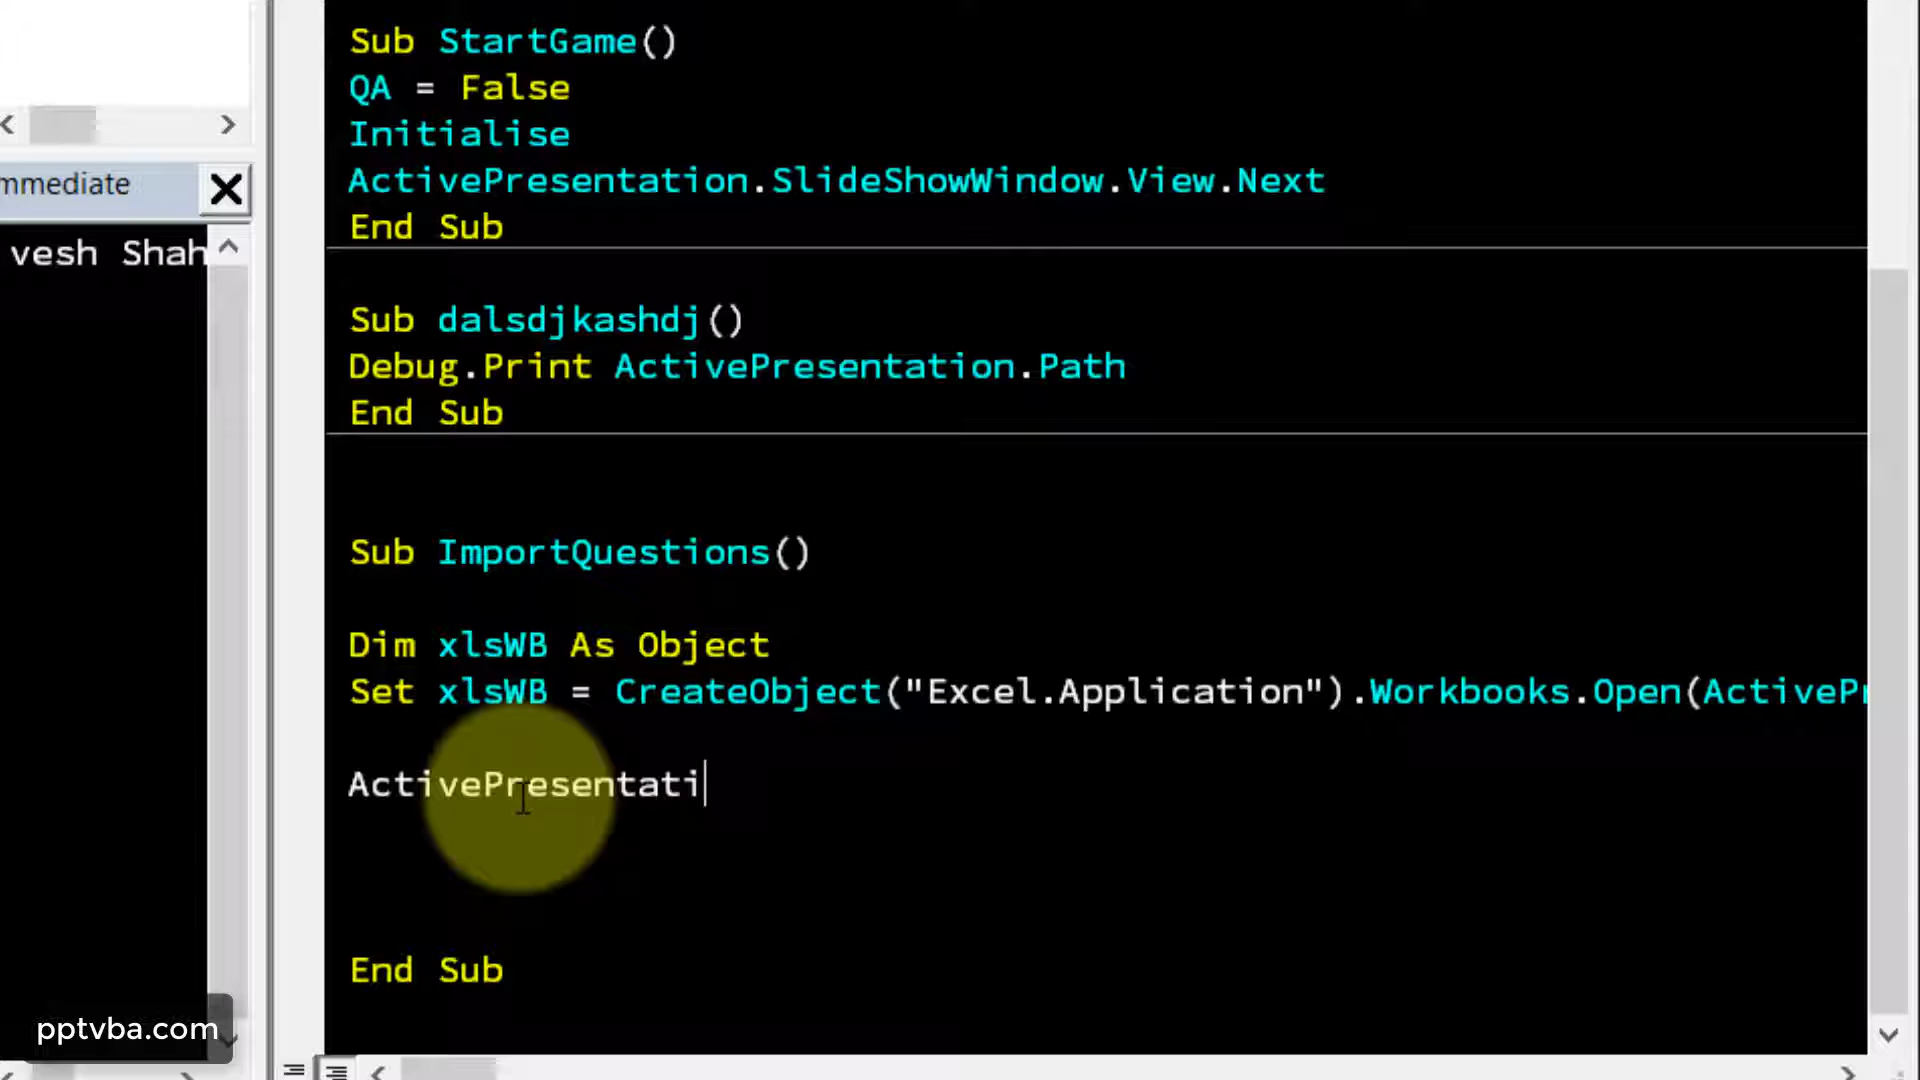 mmediate
vesh Shah
Sub StartGame()
QA = False
Initialise
ActivePresentation.SlideShowWindow.View.Next
End Sub
Sub dalsdjkashdj()
Debug.Print ActivePresentation.Path
End Sub
Sub ImportQuestions()
Dim xlsWB As Object
Set xlsWB = CreateObject("Excel.Application").Workbooks.Open(ActivePr
ActivePresentati
End Sub
pptvba.com